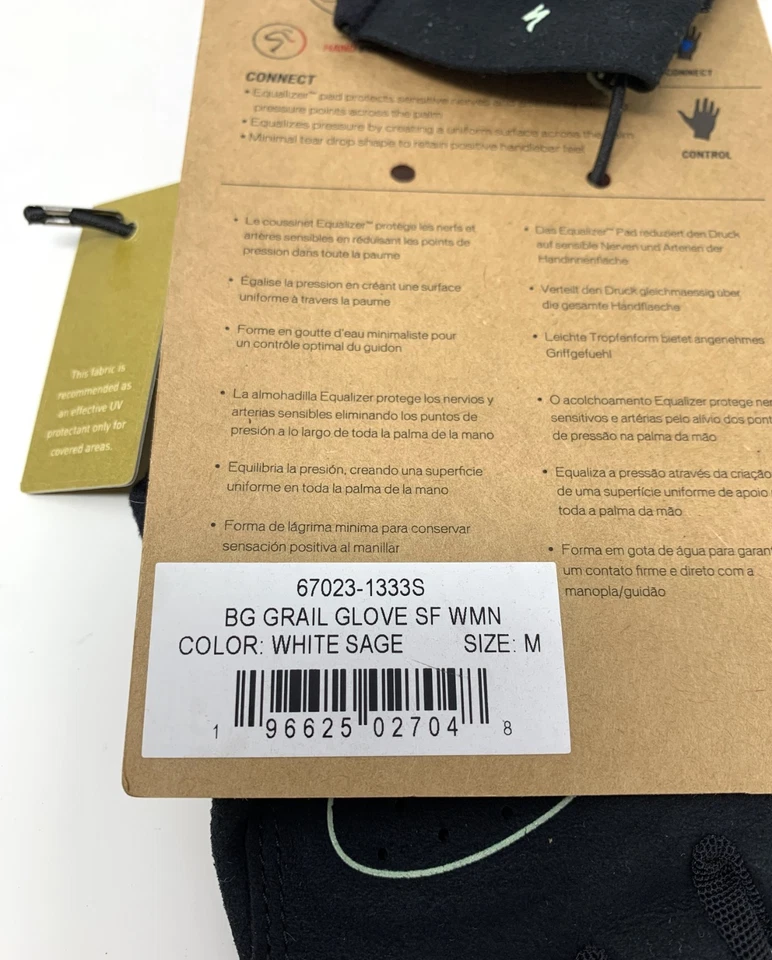 CONNECT
CONNECT
• Equalizer™ pad protects sensitive nerves and
pressure points across the palm
• Equalizes pressure by creating a uniform surface across the palm
• Minimal tear drop shape to retain positive handlebar feel
CONTROL
• Le coussinet Equalizer™ protège les nerfs et
artères sensibles en réduisant les points de
pression dans toute la paume
• Égalise la pression en créant une surface
uniforme à travers la paume
• Forme en goutte d'eau minimaliste pour
un contrôle optimal du guidon
• Das Equalizer™ Pad reduziert den Druck
auf sensible Nerven und Arterien der
Handinnenfläche
• Verteilt den Druck gleichmaessig uber
die gesamte Handflaesche
• Leichte Tropfenform bietet angenehmes
Griffgefuehl
• La almohadilla Equalizer protege los nervios y
arterias sensibles eliminando los puntos de
presión a lo largo de toda la palma de la mano
• Equilibria la presión, creando una superficie
uniforme en toda la palma de la mano
• Forma de lágrima minima para conservar
sensación positiva al manillar
• O acolchoamento Equalizer protege ner
sensitivos e artérias pelo alívio dos pont
de pressão na palma da mão
• Equaliza a pressão através da criação
de uma superfície uniforme de apoio
toda a palma da mão
• Forma em gota de água para garan
um contato firme e direto com a
manopla/guidão
This fabric is
recommended as
an effective UV
protectant only for
covered areas.
67023-1333S
BG GRAIL GLOVE SF WMN
COLOR: WHITE SAGE SIZE: M
1 96625 02704 8